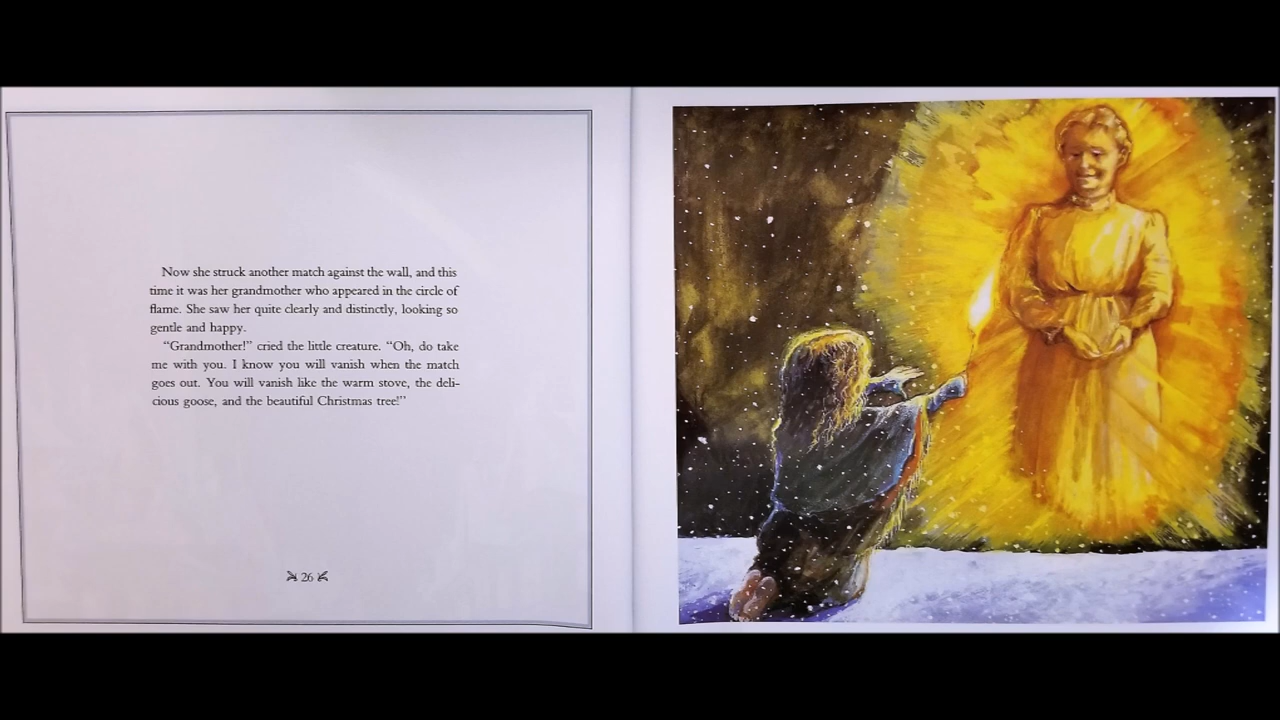 Now she struck another match against the wall, and this
time it was her grandmother who appeared in the circle of
flame. She saw her quite clearly and distinctly, looking so
gentle and happy.
“Grandmother!” cried the little creature. “Oh, do take
me with you. I know you will vanish when the match
goes out. You will vanish like the warm stove, the deli-
cious goose, and the beautiful Christmas tree!”
26